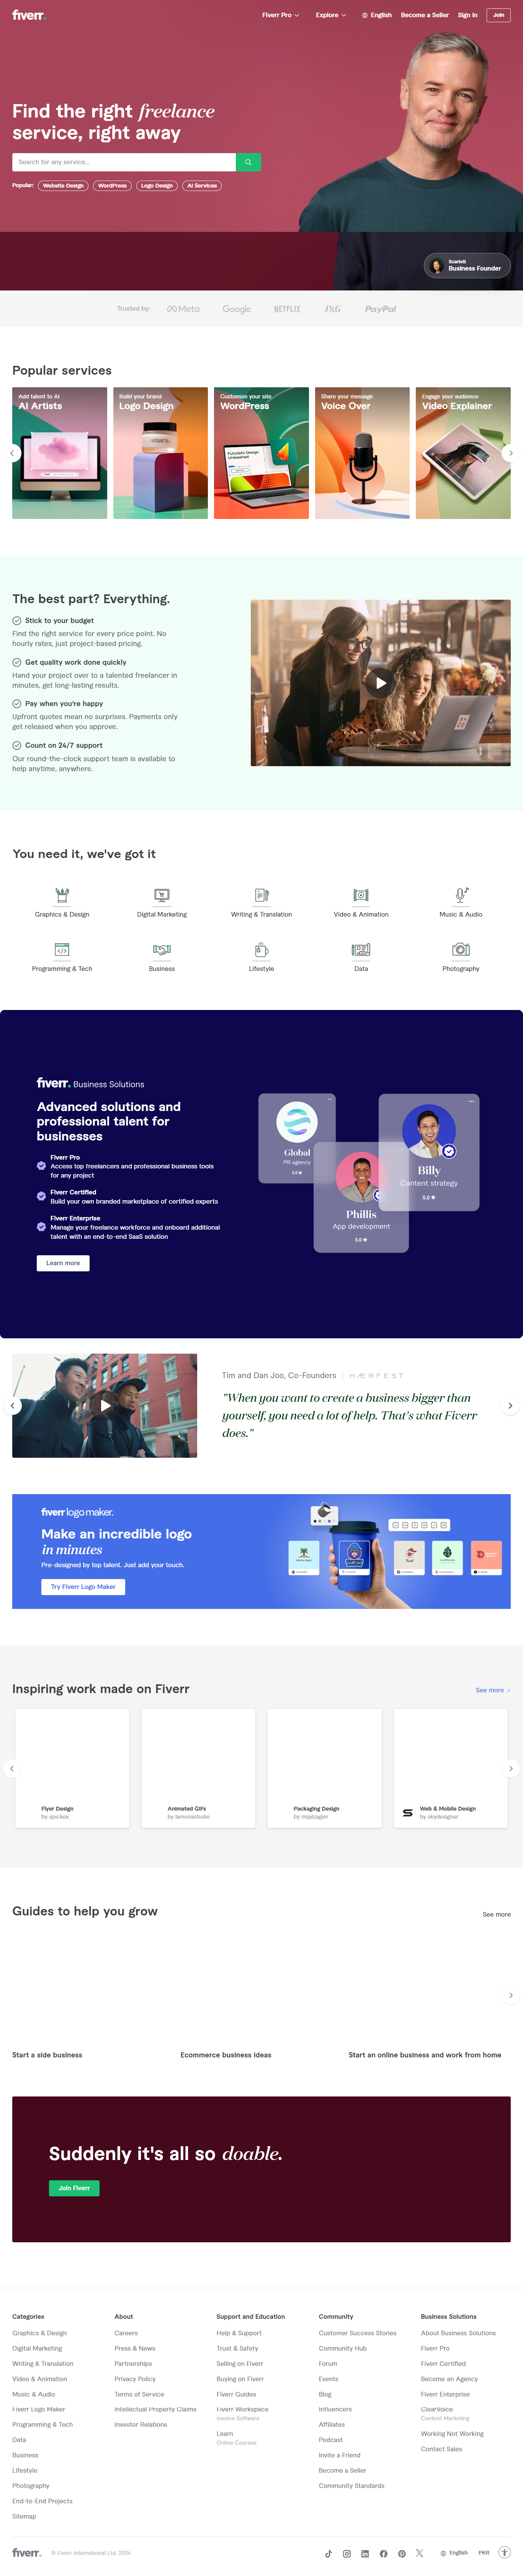 fiverr.
Fiverr Pro
Explore
English
Become a Seller
Sign in
Join
Find the right freelance
service, right away
Search for any service...
Popular:
Website Design
WordPress
Logo Design
AI Services
Scarlett
Business Founder
Trusted by:
Meta
Google
NETFLIX
P&G
PayPal
Popular services
Add talent to AI
AI Artists
Build your brand
Logo Design
Customize your site
WordPress
Share your message
Voice Over
Engage your audience
Video Explainer
Futuristic Design
Unleashed
The best part? Everything.
Stick to your budget
Find the right service for every price point. No
hourly rates, just project-based pricing.
Get quality work done quickly
Hand your project over to a talented freelancer in
minutes, get long-lasting results.
Pay when you're happy
Upfront quotes mean no surprises. Payments only
get released when you approve.
Count on 24/7 support
Our round-the-clock support team is available to
help anytime, anywhere.
You need it, we've got it
Graphics & Design
Digital Marketing
Writing & Translation
Video & Animation
Music & Audio
Programming & Tech
Business
Lifestyle
Data
Photography
fiverr. Business Solutions
Advanced solutions and
professional talent for
businesses
Fiverr Pro
Access top freelancers and professional business tools
for any project
Fiverr Certified
Build your own branded marketplace of certified experts
Fiverr Enterprise
Manage your freelance workforce and onboard additional
talent with an end-to-end SaaS solution
Learn more
Global
PR agency
5.0
Phillis
App development
5.0
Billy
Content strategy
5.0
Tim and Dan Joo, Co-Founders
HÆRFEST
"When you want to create a business bigger than
yourself, you need a lot of help. That's what Fiverr
does."
fiverr logo maker.
Make an incredible logo
in minutes
Pre-designed by top talent. Just add your touch.
Try Fiverr Logo Maker
Inspiring work made on Fiverr
See more
Flyer Design
by spickex
Animated GIFs
by lamonastudio
Packaging Design
by mijalzagier
Web & Mobile Design
by skydesigner
Guides to help you grow
See more
Start a side business
Ecommerce business ideas
Start an online business and work from home
Suddenly it's all so doable.
Join Fiverr
Categories
Graphics & Design
Digital Marketing
Writing & Translation
Video & Animation
Music & Audio
Fiverr Logo Maker
Programming & Tech
Data
Business
Lifestyle
Photography
End-to-End Projects
Sitemap
About
Careers
Press & News
Partnerships
Privacy Policy
Terms of Service
Intellectual Property Claims
Investor Relations
Support and Education
Help & Support
Trust & Safety
Selling on Fiverr
Buying on Fiverr
Fiverr Guides
Fiverr Workspace
Invoice Software
Learn
Online Courses
Community
Customer Success Stories
Community Hub
Forum
Events
Blog
Influencers
Affiliates
Podcast
Invite a Friend
Become a Seller
Community Standards
Business Solutions
About Business Solutions
Fiverr Pro
Fiverr Certified
Become an Agency
Fiverr Enterprise
ClearVoice
Content Marketing
Working Not Working
Contact Sales
fiverr.
© Fiverr International Ltd. 2024
English
PKR